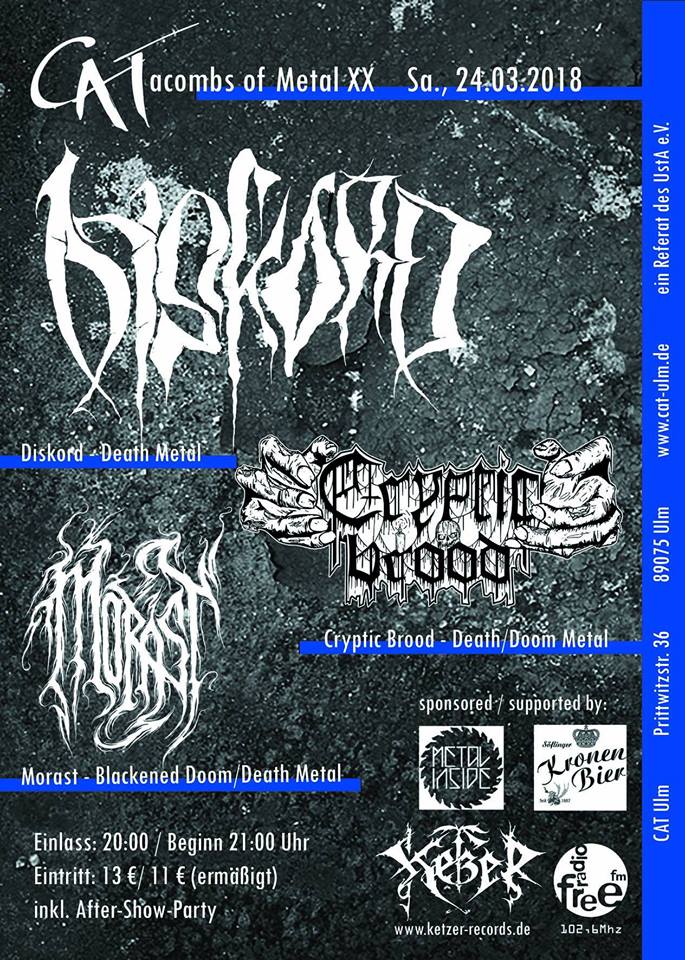 CATacombs of Metal XX Sa., 24.03.2018
DISKORD
Diskord - Death Metal
Cryptic
brood
Cryptic Brood - Death/Doom Metal
MORAST
Morast - Blackened Doom/Death Metal
sponsored / supported by:
METAL
INSIDE
Söflinger
Kronen
Bier
Seit 1867
KETZER
www.ketzer-records.de
radio
free fm
102,6Mhz
Einlass: 20:00 / Beginn 21:00 Uhr
Eintritt: 13 €/ 11 € (ermäßigt)
inkl. After-Show-Party
CAT Ulm Prittwitzstr. 36 89075 Ulm www.cat-ulm.de ein Referat des UstA e.V.